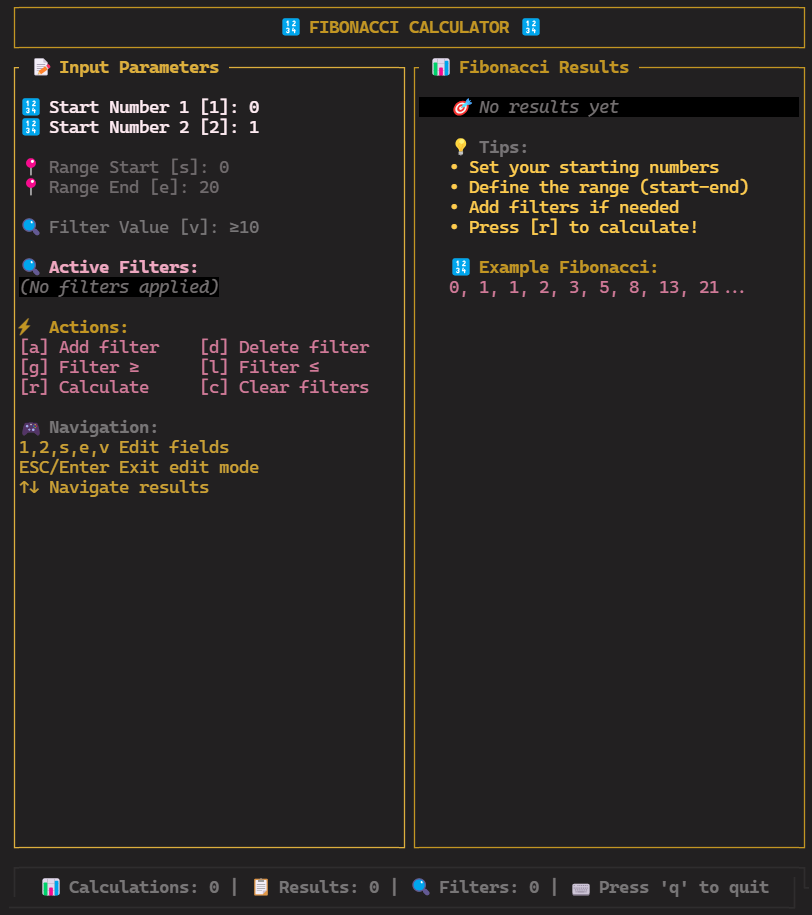 🔢 FIBONACCI CALCULATOR 🔢
📝 Input Parameters
🔢 Start Number 1 [1]: 0
🔢 Start Number 2 [2]: 1
📍 Range Start [s]: 0
📍 Range End [e]: 20
🔍 Filter Value [v]: ≥10
🔍 Active Filters:
(No filters applied)
⚡ Actions:
[a] Add filter    [d] Delete filter
[g] Filter ≥      [l] Filter ≤
[r] Calculate     [c] Clear filters
🎮 Navigation:
1,2,s,e,v Edit fields
ESC/Enter Exit edit mode
↑↓ Navigate results
📊 Fibonacci Results
🎯 No results yet
💡 Tips:
• Set your starting numbers
• Define the range (start-end)
• Add filters if needed
• Press [r] to calculate!
🔢 Example Fibonacci:
0, 1, 1, 2, 3, 5, 8, 13, 21...
📊 Calculations: 0 | 📋 Results: 0 | 🔍 Filters: 0 | ⌨️ Press 'q' to quit